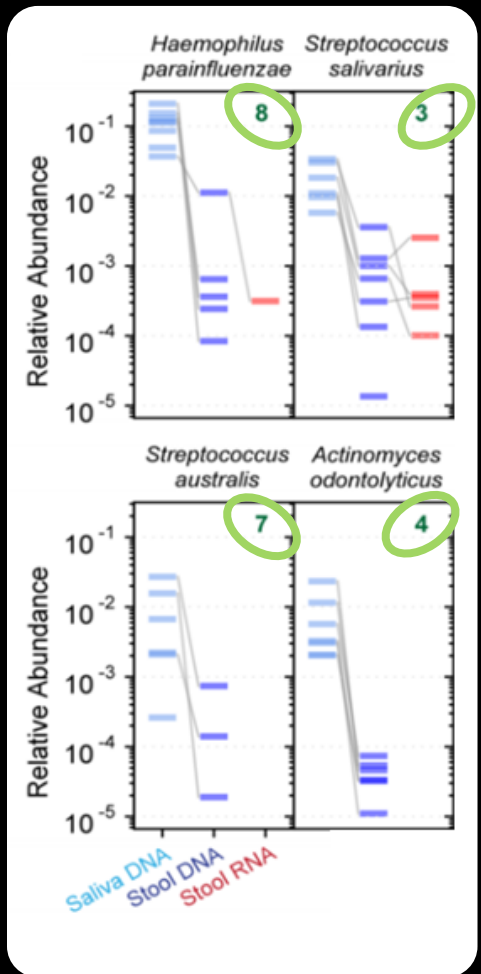 Haemophilus
parainfluenzae
Streptococcus
salivarius
8
3
Relative Abundance
10-1
10-2
10-3
10-4
10-5
Streptococcus
australis
Actinomyces
odontolyticus
7
4
Relative Abundance
10-1
10-2
10-3
10-4
10-5
Saliva DNA
Stool DNA
Stool RNA